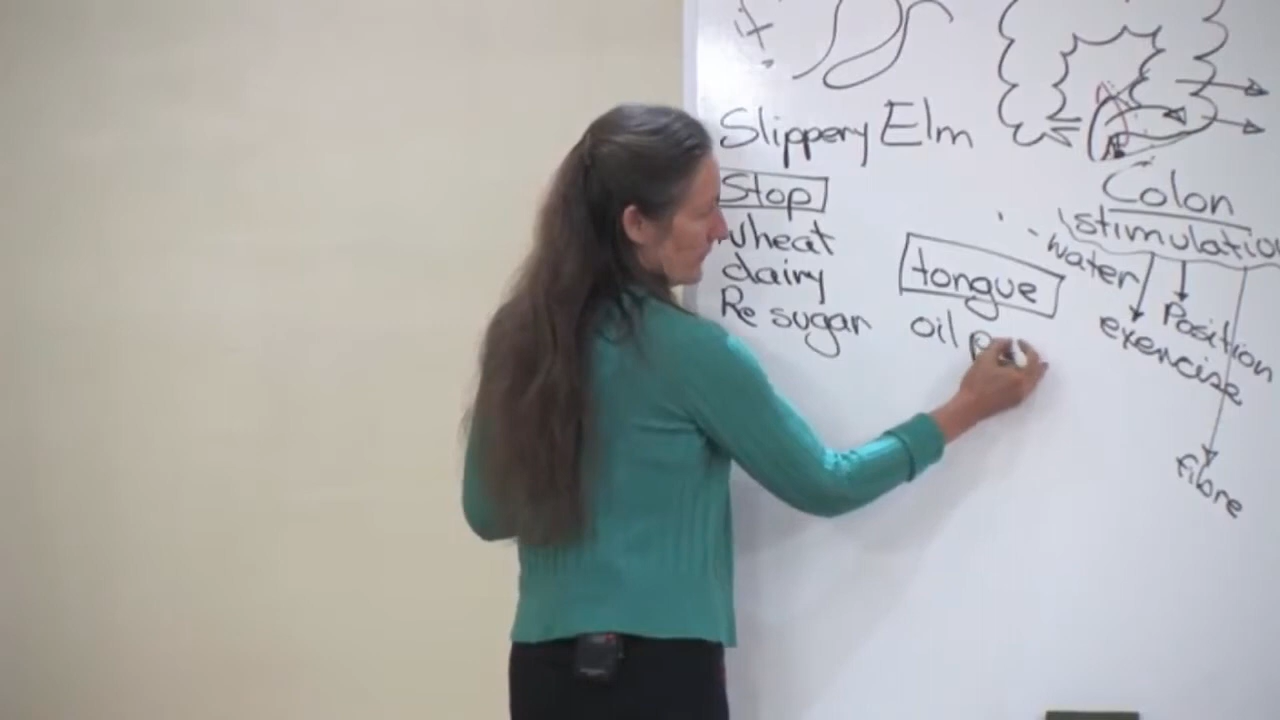 Slippery Elm
Stop
wheat
dairy
Re sugar
tongue
oil p
Colon
stimulation
water
Position
exercise
fibre